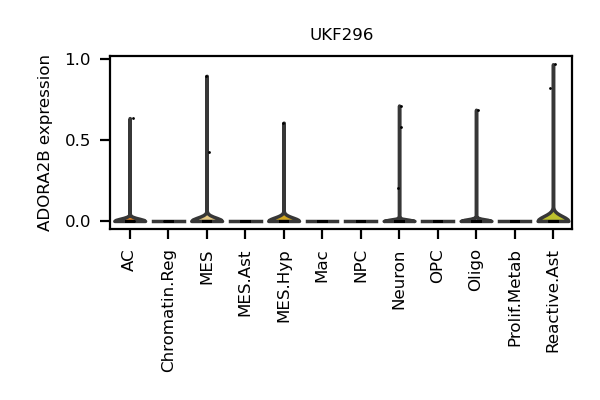 UKF296
ADORA2B expression
1.0
0.5
0.0
AC
Chromatin.Reg
MES
MES.Ast
MES.Hyp
Mac
NPC
Neuron
OPC
Oligo
Prolif.Metab
Reactive.Ast